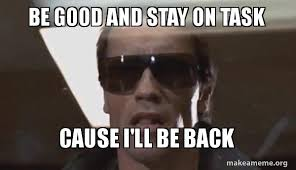 BE GOOD AND STAY ON TASK
CAUSE I'LL BE BACK
makeameme.org